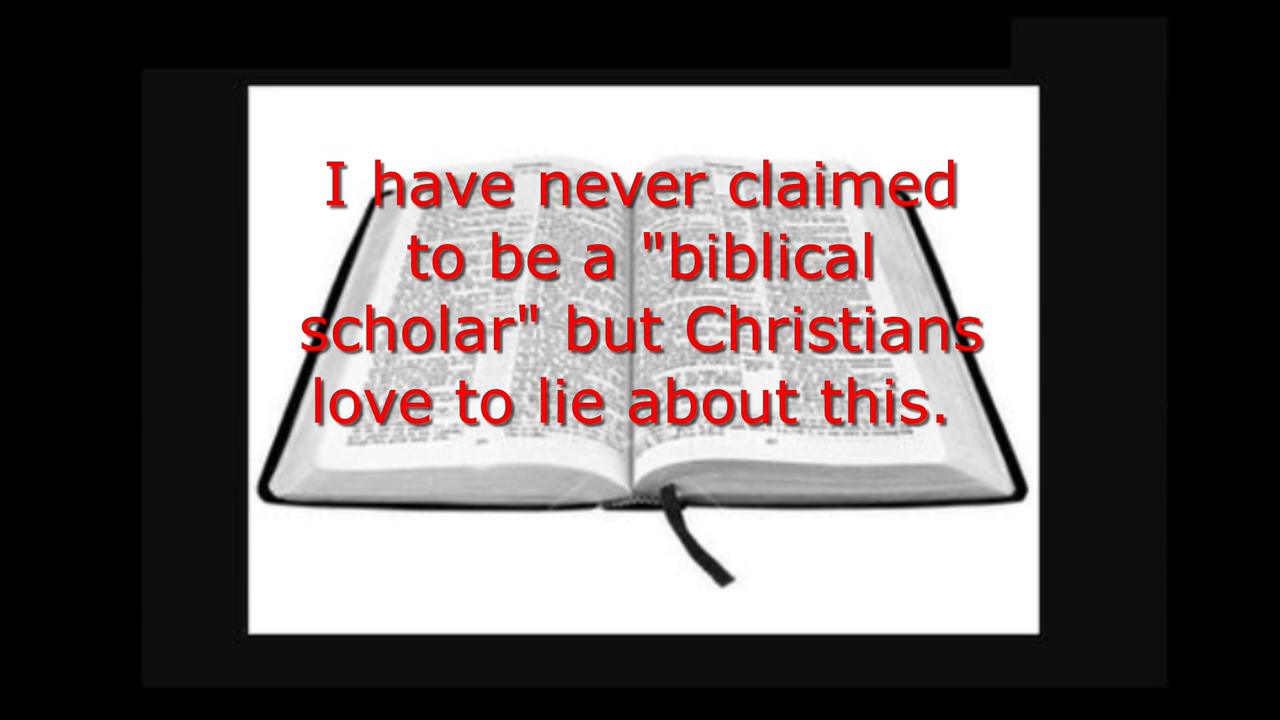 I have never claimed
to be a "biblical
scholar" but Christians
love to lie about this.